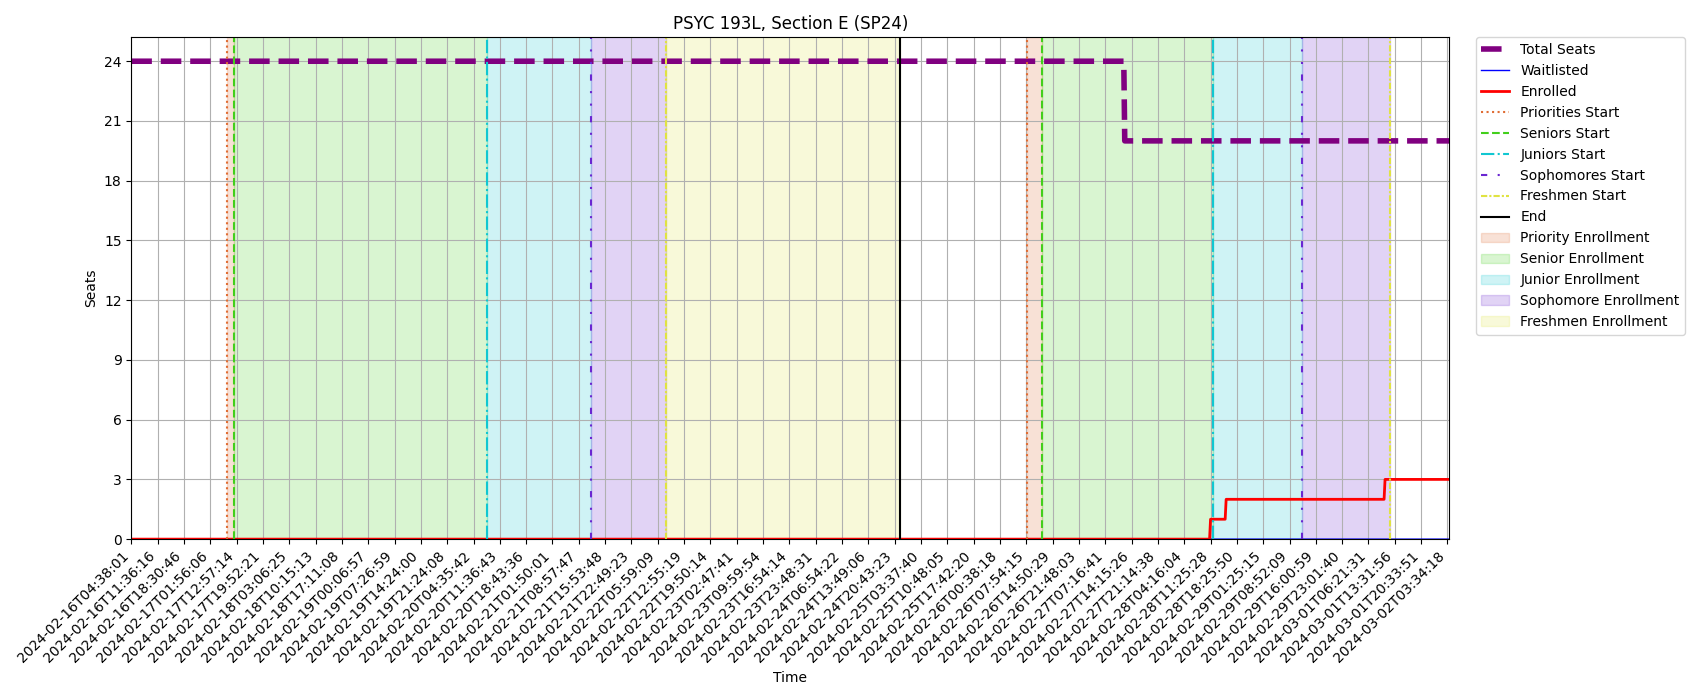 PSYC 193L, Section E (SP24)
Seats
24
21
18
15
12
9
6
3
0
2024-02-16T04:38:01
2024-02-16T11:36:16
2024-02-16T18:30:46
2024-02-17T01:56:06
2024-02-17T12:57:14
2024-02-17T19:52:21
2024-02-18T03:06:25
2024-02-18T10:15:13
2024-02-18T17:11:08
2024-02-19T00:06:57
2024-02-19T07:26:59
2024-02-19T14:24:00
2024-02-19T21:24:08
2024-02-20T04:35:42
2024-02-20T11:36:43
2024-02-20T18:43:36
2024-02-21T01:50:01
2024-02-21T08:57:47
2024-02-21T15:53:48
2024-02-21T22:49:23
2024-02-22T05:59:09
2024-02-22T12:55:19
2024-02-22T19:50:14
2024-02-23T02:47:41
2024-02-23T09:59:54
2024-02-23T16:54:14
2024-02-23T23:48:31
2024-02-24T06:54:22
2024-02-24T13:49:06
2024-02-24T20:43:23
2024-02-25T03:37:40
2024-02-25T10:48:05
2024-02-25T17:42:20
2024-02-26T00:38:18
2024-02-26T07:54:15
2024-02-26T14:50:29
2024-02-26T21:48:03
2024-02-27T07:16:41
2024-02-27T14:15:26
2024-02-27T21:14:38
2024-02-28T04:16:04
2024-02-28T11:25:28
2024-02-28T18:25:50
2024-02-29T01:25:15
2024-02-29T08:52:09
2024-02-29T16:00:59
2024-02-29T23:01:40
2024-03-01T06:21:31
2024-03-01T13:31:56
2024-03-01T20:33:51
2024-03-02T03:34:18
Time
Total Seats
Waitlisted
Enrolled
Priorities Start
Seniors Start
Juniors Start
Sophomores Start
Freshmen Start
End
Priority Enrollment
Senior Enrollment
Junior Enrollment
Sophomore Enrollment
Freshmen Enrollment